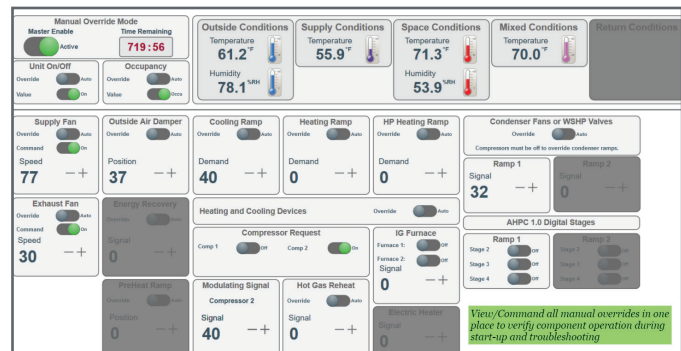 Manual Override Mode
Master Enable
Time Remaining
Active
719:56
Unit On/Off
Override
Auto
Value
On
Occupancy
Override
Auto
Value
Occu
Outside Conditions
Temperature
61.2 °F
Humidity
78.1 %RH
Supply Conditions
Temperature
55.9 °F
Space Conditions
Temperature
71.3 °F
Humidity
53.9 %RH
Mixed Conditions
Temperature
70.0 °F
Return Conditions
Supply Fan
Override
Auto
Command
On
Speed
77 − +
Outside Air Damper
Override
Auto
Position
37 − +
Cooling Ramp
Override
Auto
Demand
40 − +
Heating Ramp
Override
Auto
Demand
0 − +
HP Heating Ramp
Override
Auto
Demand
0 − +
Condenser Fans or WSHP Valves
Override
Auto
Compressors must be off to override condenser ramps.
Ramp 1
Signal
32 − +
Ramp 2
Signal
0 − +
Exhaust Fan
Override
Auto
Command
On
Speed
30 − +
Energy Recovery
Override
Auto
Signal
0 − +
Heating and Cooling Devices
Override
Auto
Compressor Request
Comp 1
Off
Comp 2
On
IG Furnace
Furnace 1:
Off
Furnace 2:
Off
Signal
0 − +
AHPC 1.0 Digital Stages
Ramp 1
Stage 2
Off
Stage 3
Off
Stage 4
Off
Ramp 2
Stage 2
Off
Stage 3
Off
Stage 4
Off
PreHeat Ramp
Override
Auto
Position
0 − +
Modulating Signal
Compressor 2
Signal
40 − +
Hot Gas Reheat
Override
Auto
Signal
0 − +
Electric Heater
Signal
0 − +
View/Command all manual overrides in one
place to verify component operation during
start-up and troubleshooting